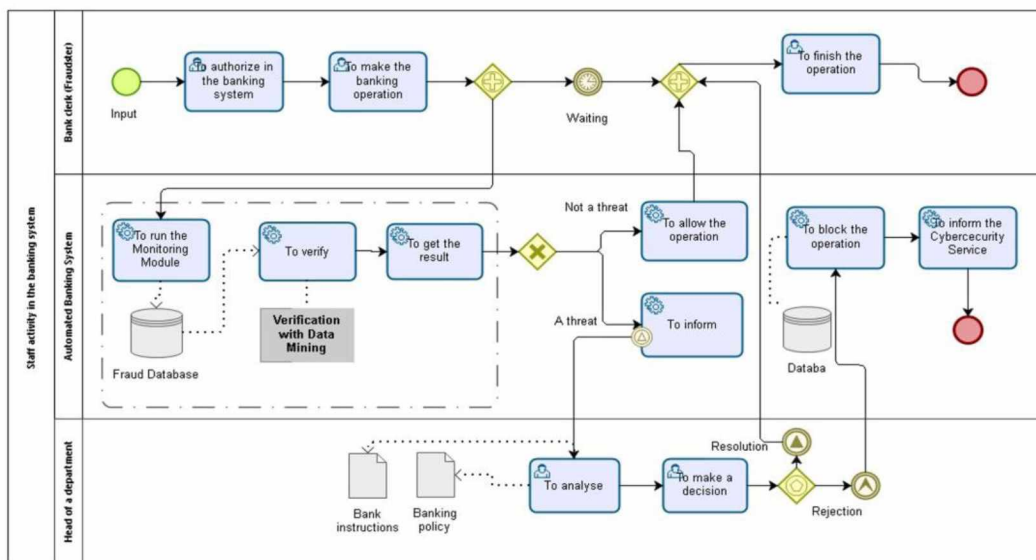 Staff activity in the banking system
Bank clerk (Fraudster)
Input
To authorize in
the banking
system
To make the
banking
operation
Waiting
To finish the
operation
Automated Banking System
To run the
Monitoring
Module
Fraud Database
To verify
Verification
with Data
Mining
To get the
result
Not a threat
To allow the
operation
A threat
To inform
To block the
operation
Databa
To inform the
Cybercecurity
Service
Head of a department
Bank
instructions
Banking
policy
To analyse
To make a
decision
Resolution
Rejection